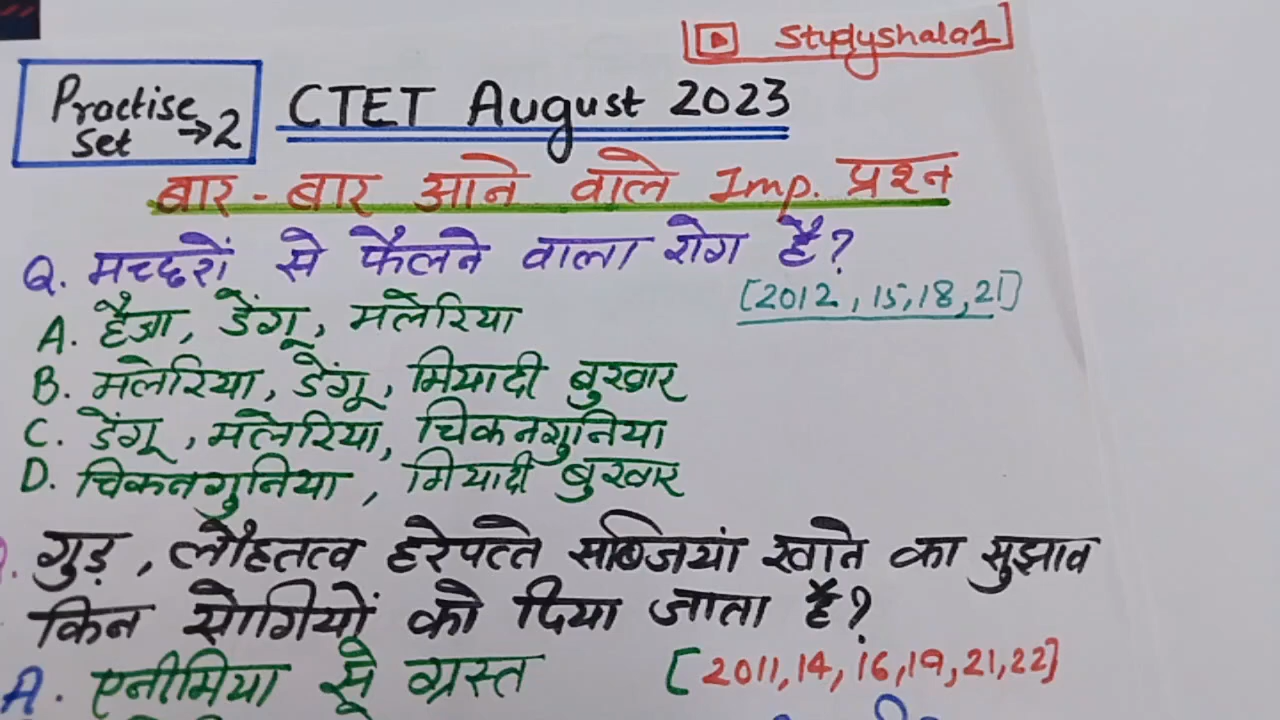 Studyshala1
Practise Set → 2
CTET August 2023
बार - बार आने वाले Imp. प्रश्न
Q. मच्छरों से फैलने वाला रोग है?
[2012, 15, 18, 21]
A. हैजा, डेंगू, मलेरिया
B. मलेरिया, डेंगू, मियादी बुखार
C. डेंगू, मलेरिया, चिकनगुनिया
D. चिकनगुनिया, मियादी बुखार
गुड़, लौहतत्व हरेपत्ते सब्जियां खाने का सुझाव
किन रोगियों को दिया जाता है?
A. एनीमिया से ग्रस्त
[2011, 14, 16, 19, 21, 22]